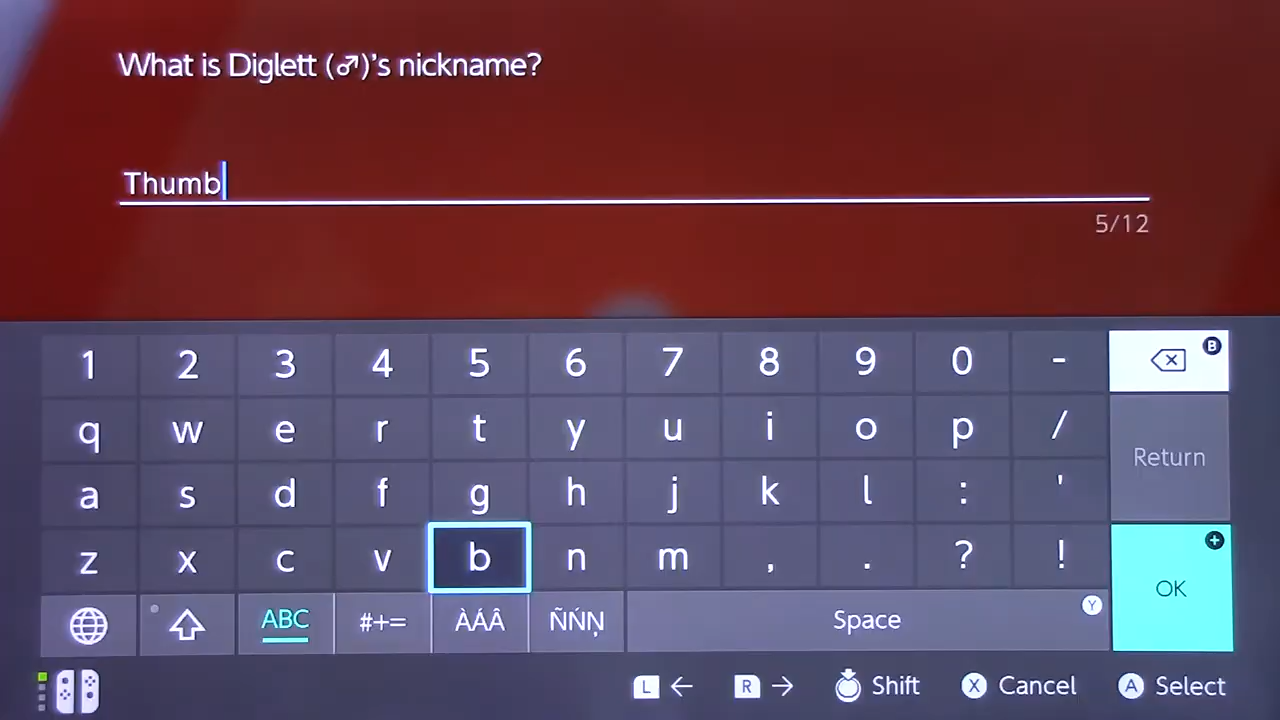 What is Diglett (♂)'s nickname?
Thumb
5/12
1 2 3 4 5 6 7 8 9 0 -
q w e r t y u i o p /
Return
a s d f g h j k l : '
z x c v b n m , . ? !
OK
ABC #+= ÀÁÂ ÑŃŅ Space
L ← R → Shift X Cancel A Select
B
Y
+